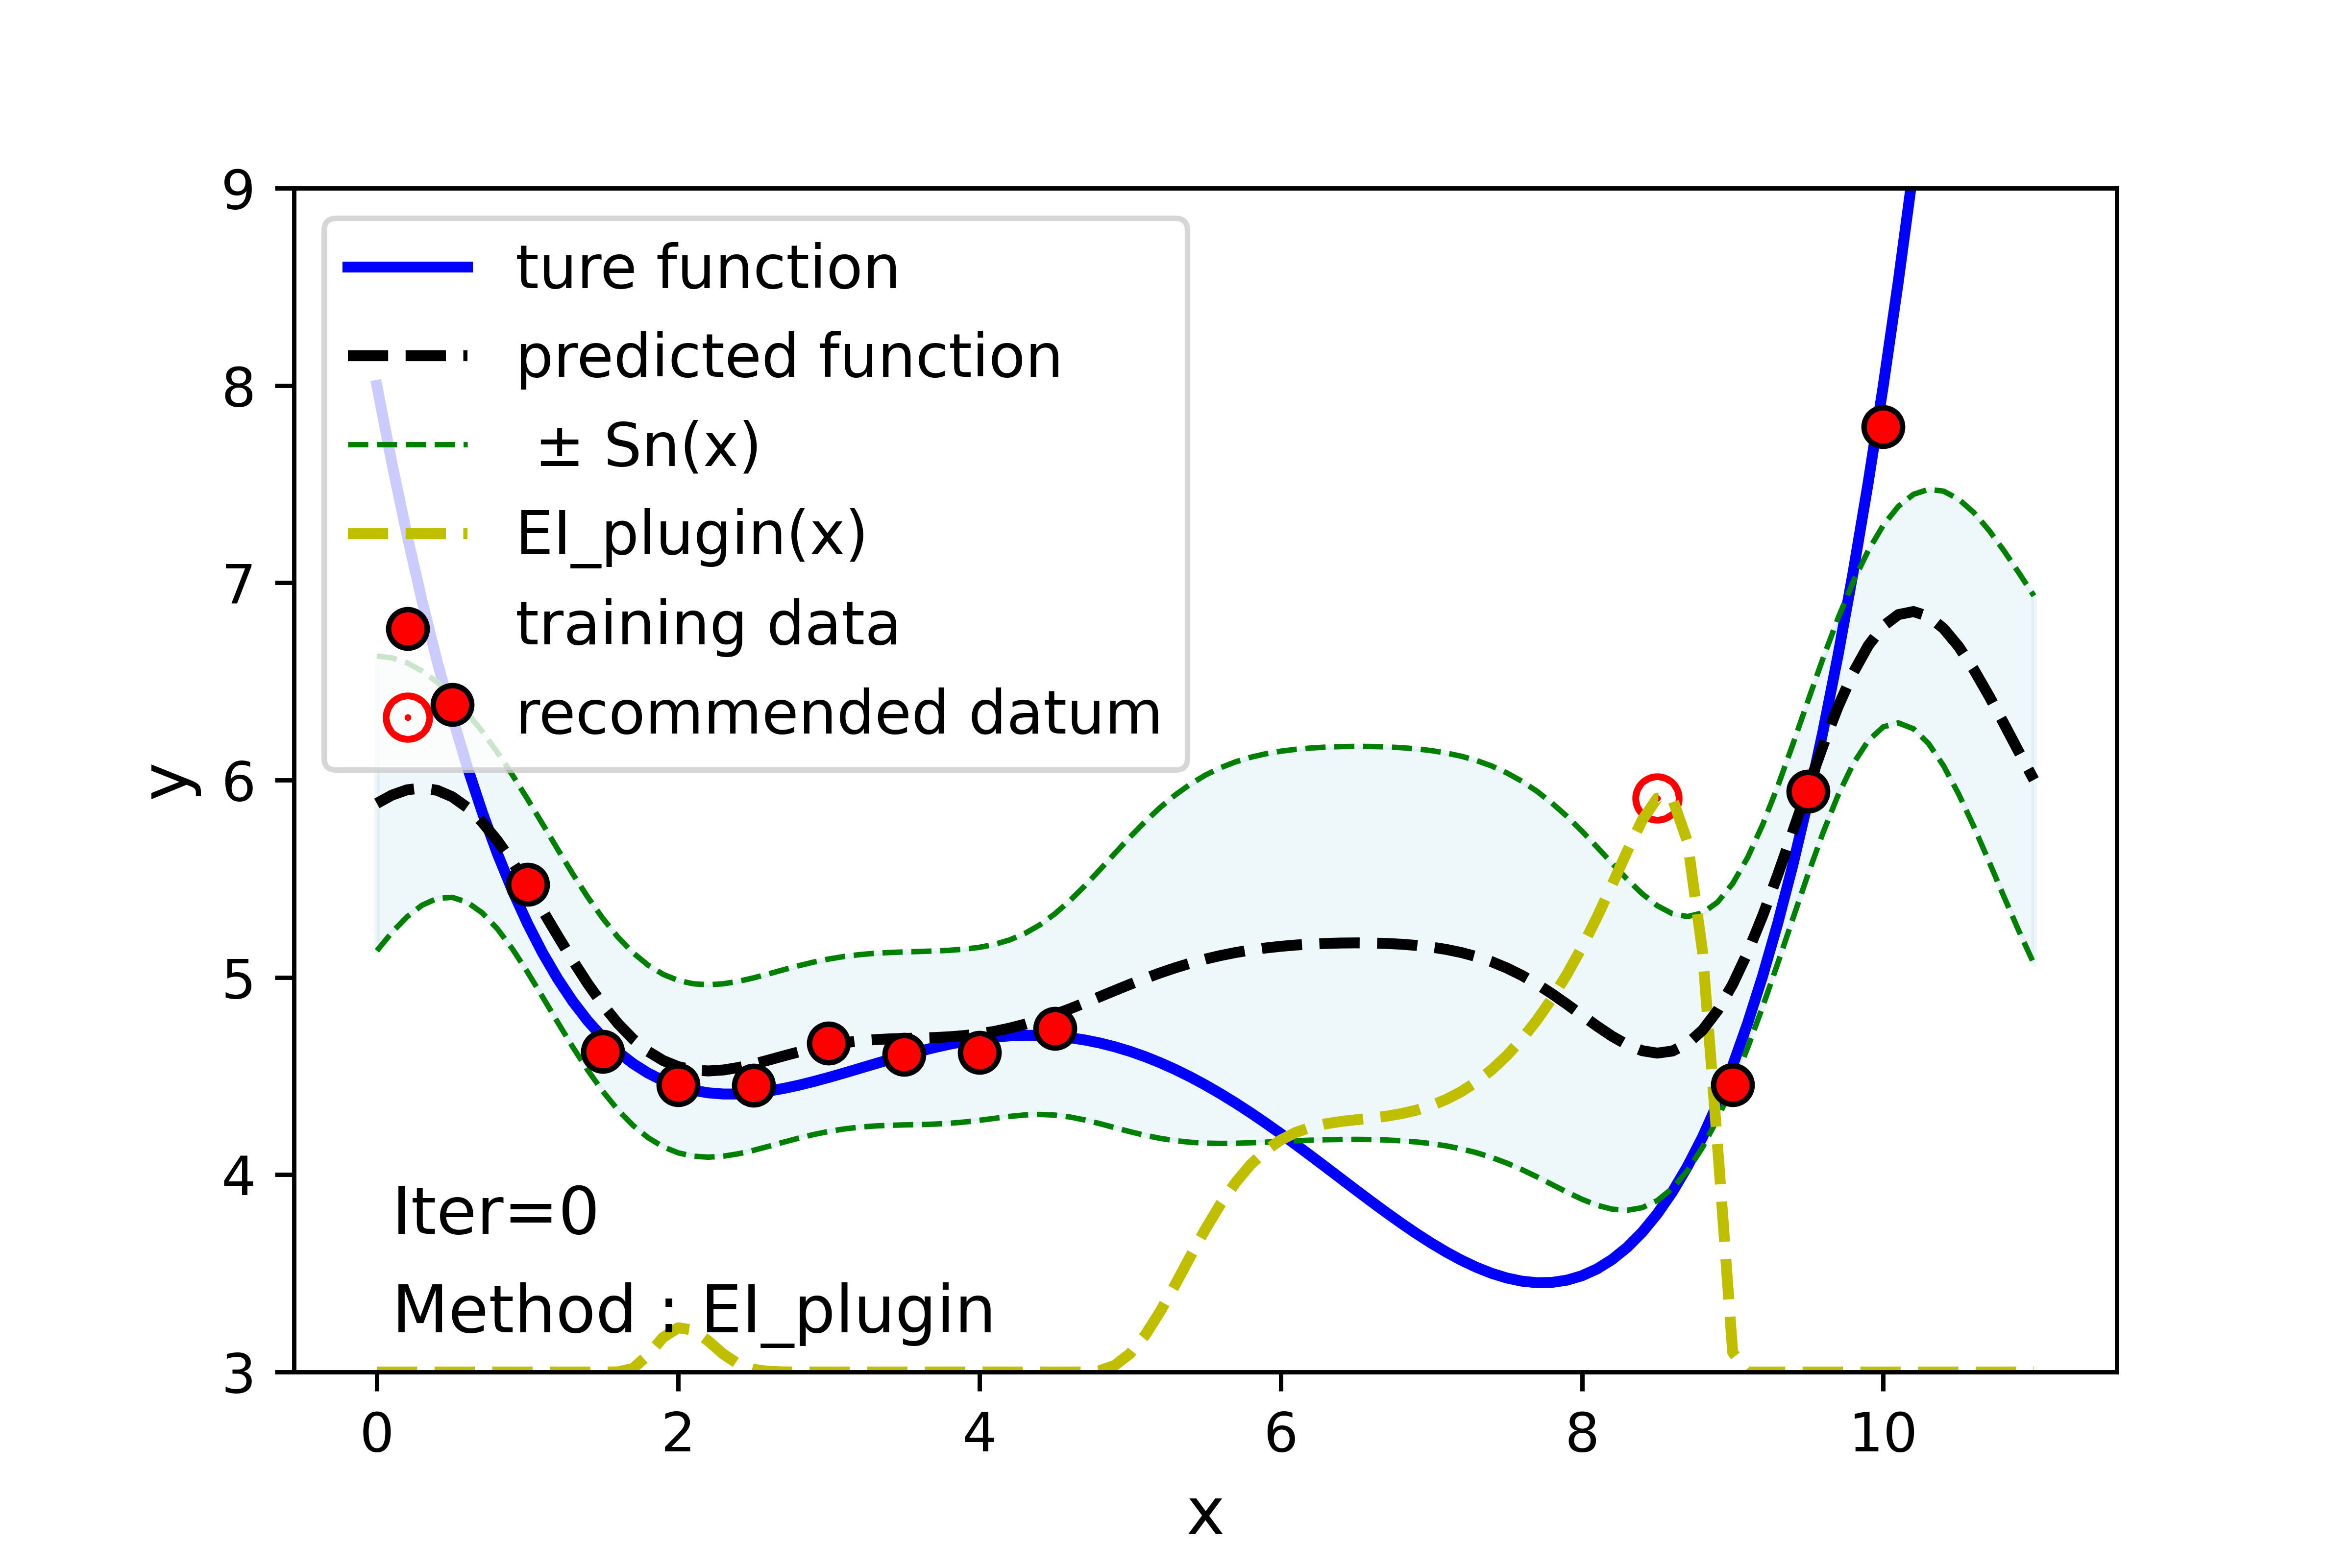 9
8
7
6
5
4
3
y
ture function
predicted function
± Sn(x)
EI_plugin(x)
training data
recommended datum
Iter=0
Method : EI_plugin
0 2 4 6 8 10
x